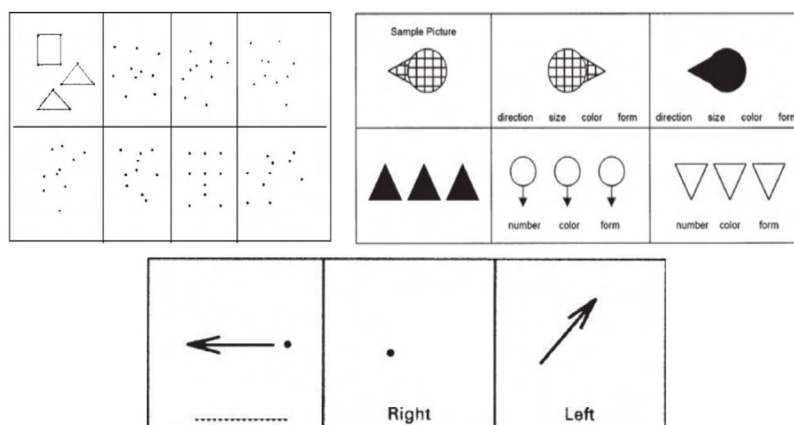 Sample Picture
direction size color form
direction size color form
number color form
number color form
Right
Left